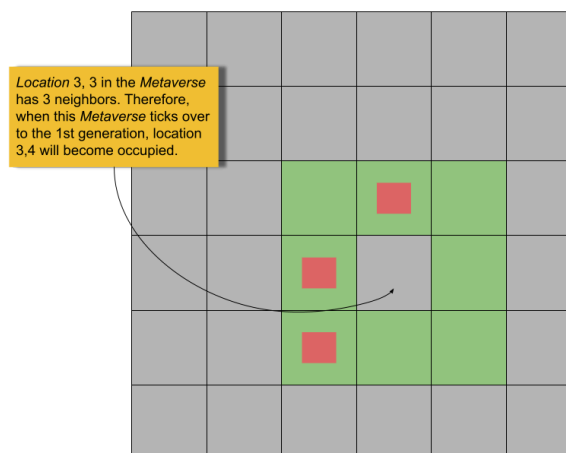 Location 3, 3 in the Metaverse
has 3 neighbors. Therefore,
when this Metaverse ticks over
to the 1st generation, location
3,4 will become occupied.